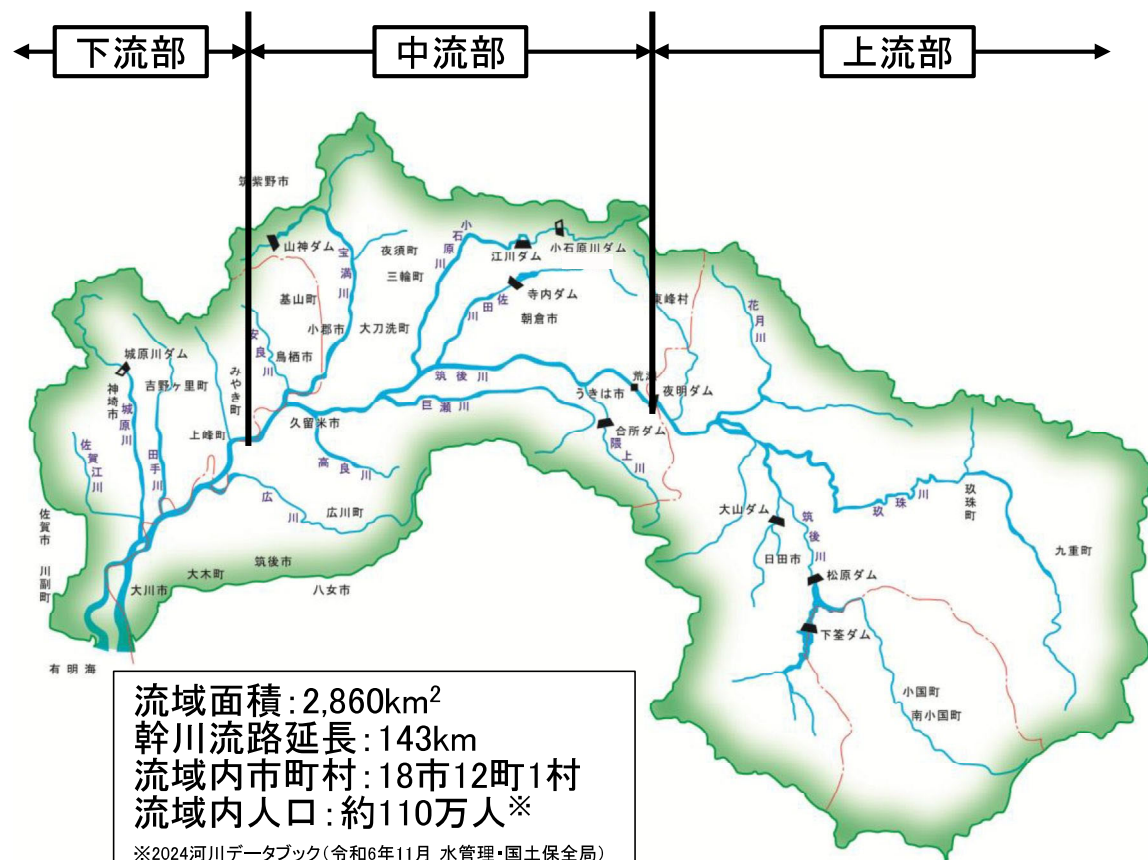 下流部
中流部
上流部
筑紫野市
山神ダム
宝満川
夜須町
三輪町
小石原川
江川ダム
小石原川ダム
寺内ダム
佐田川
朝倉市
東峰村
花月川
基山町
小郡市
大刀洗町
安良川
鳥栖市
城原川ダム
吉野ヶ里町
みやき町
神埼市
城原川
筑後川
巨瀬川
うきは市
夜明ダム
合所ダム
隈上川
久留米市
上峰町
佐賀江川
田手川
高良川
広川
広川町
玖珠川
玖珠町
大山ダム
筑後川
日田市
九重町
佐賀市
川副町
大川市
大木町
筑後市
八女市
松原ダム
下筌ダム
有明海
小国町
南小国町
流域面積:2,860km²
幹川流路延長:143km
流域内市町村:18市12町1村
流域内人口:約110万人※
※2024河川データブック(令和6年11月 水管理・国土保全局)